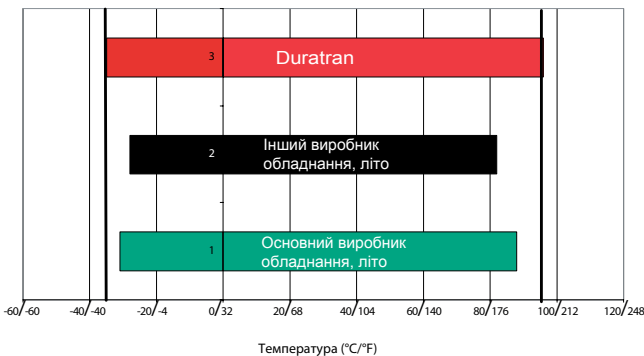 3
Duratran
2
Інший виробник
обладнання, літо
1
Основний виробник
обладнання, літо
-60/-60 -40/-40 -20/-4 0/32 20/68 40/104 60/140 80/176 100/212 120/248
Температура (°C/°F)